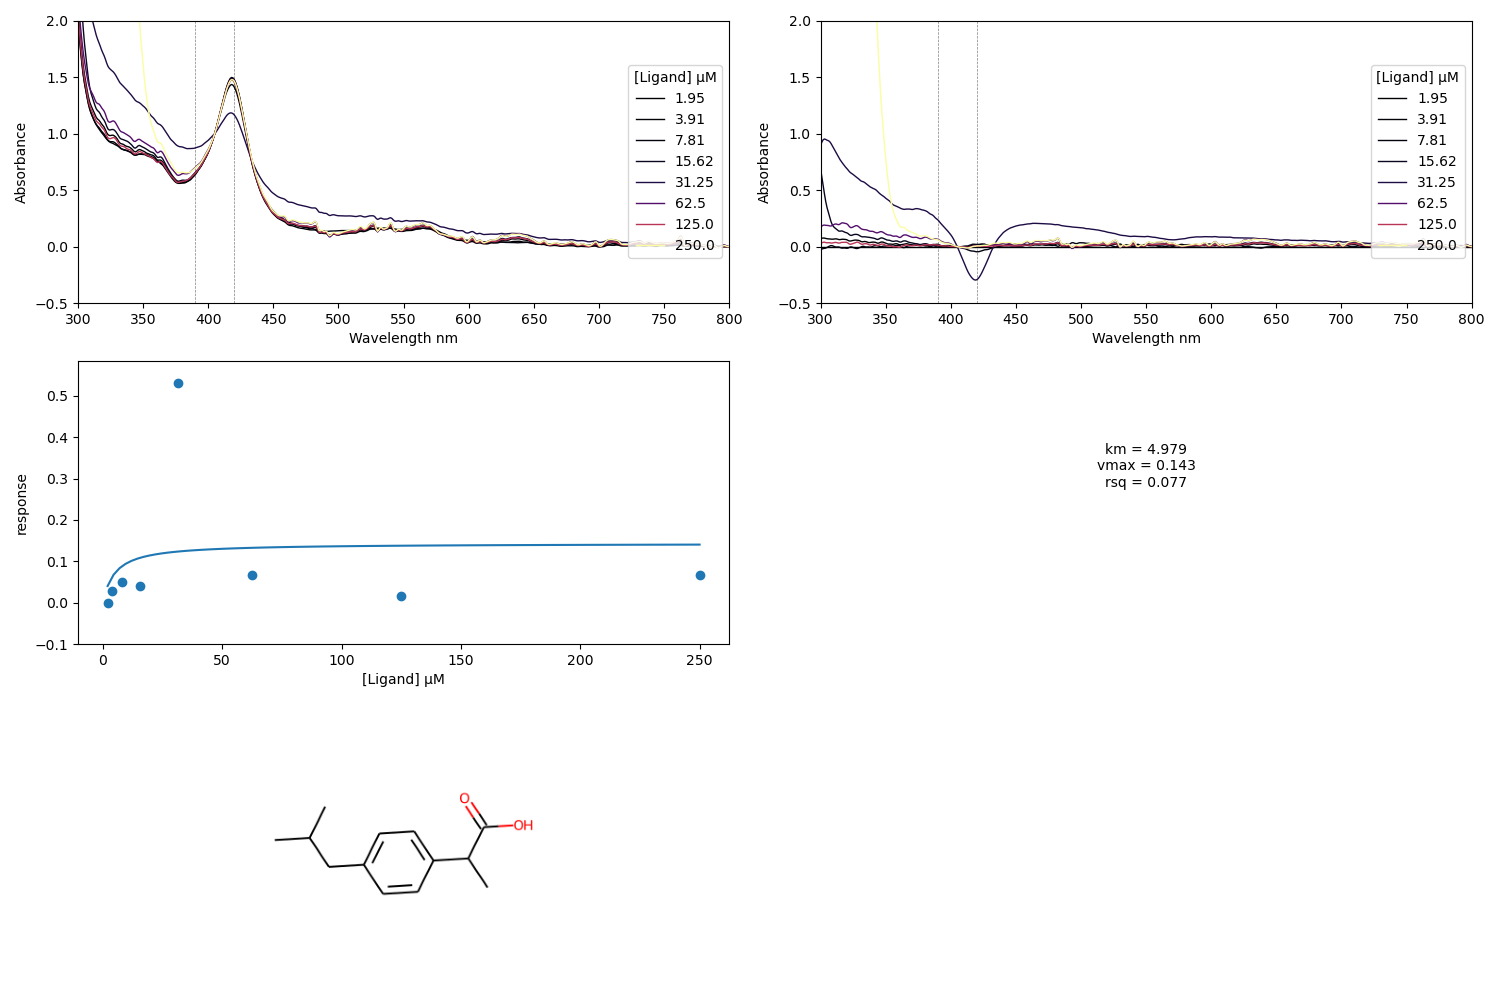 2.0
1.5
1.0
0.5
0.0
−0.5
Absorbance
300 350 400 450 500 550 600 650 700 750 800
Wavelength nm
[Ligand] µM
1.95
3.91
7.81
15.62
31.25
62.5
125.0
250.0
2.0
1.5
1.0
0.5
0.0
−0.5
Absorbance
300 350 400 450 500 550 600 650 700 750 800
Wavelength nm
[Ligand] µM
1.95
3.91
7.81
15.62
31.25
62.5
125.0
250.0
0.5
0.4
0.3
0.2
0.1
0.0
−0.1
response
0 50 100 150 200 250
[Ligand] µM
km = 4.979
vmax = 0.143
rsq = 0.077
O
OH